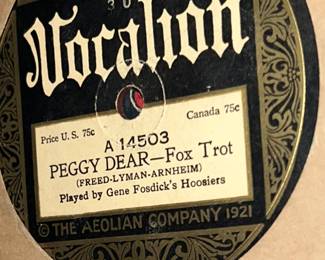 30
Vocalion
Price U.S. 75c
Canada 75c
A 14503
PEGGY DEAR—Fox Trot
(FREED-LYMAN-ARNHEIM)
Played by Gene Fosdick's Hoosiers
© THE AEOLIAN COMPANY 1921